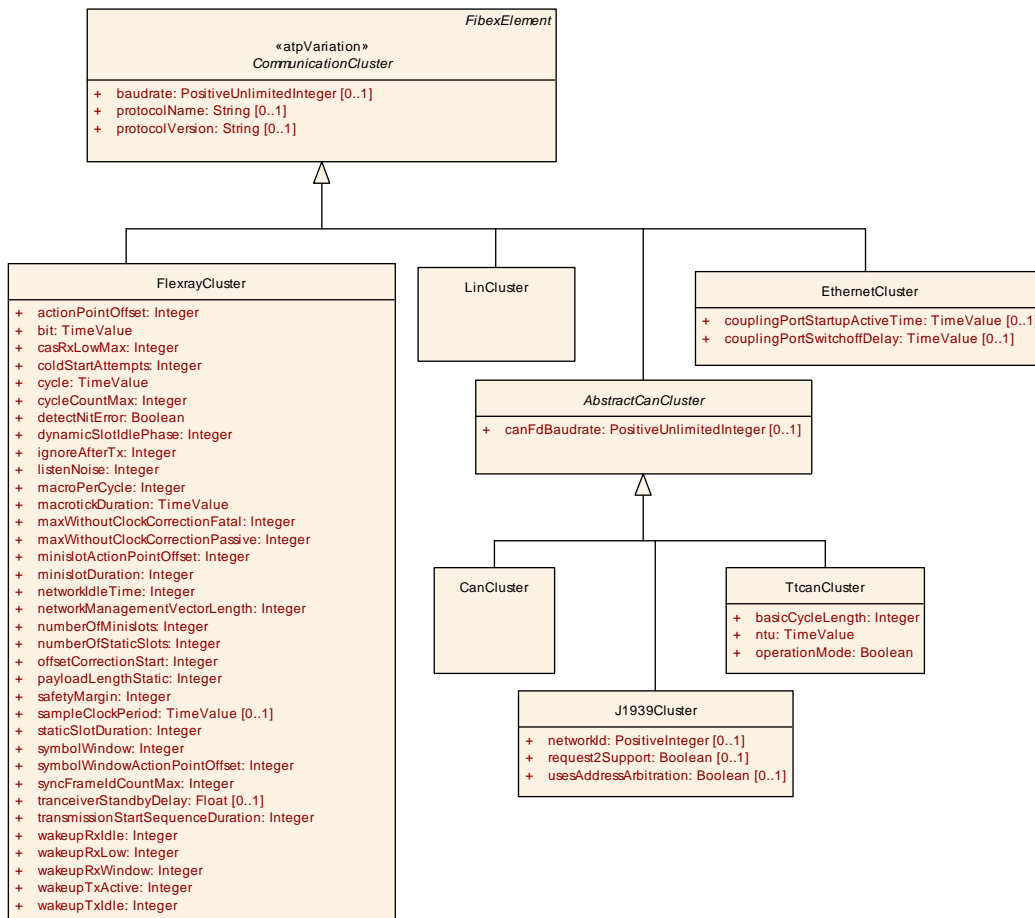 FibexElement
«atpVariation»
CommunicationCluster
+ baudrate: PositiveUnlimitedInteger [0..1]
+ protocolName: String [0..1]
+ protocolVersion: String [0..1]
FlexrayCluster
+ actionPointOffset: Integer
+ bit: TimeValue
+ casRxLowMax: Integer
+ coldStartAttempts: Integer
+ cycle: TimeValue
+ cycleCountMax: Integer
+ detectNitError: Boolean
+ dynamicSlotIdlePhase: Integer
+ ignoreAfterTx: Integer
+ listenNoise: Integer
+ macroPerCycle: Integer
+ macrotickDuration: TimeValue
+ maxWithoutClockCorrectionFatal: Integer
+ maxWithoutClockCorrectionPassive: Integer
+ minislotActionPointOffset: Integer
+ minislotDuration: Integer
+ networkIdleTime: Integer
+ networkManagementVectorLength: Integer
+ numberOfMinislots: Integer
+ numberOfStaticSlots: Integer
+ offsetCorrectionStart: Integer
+ payloadLengthStatic: Integer
+ safetyMargin: Integer
+ sampleClockPeriod: TimeValue [0..1]
+ staticSlotDuration: Integer
+ symbolWindow: Integer
+ symbolWindowActionPointOffset: Integer
+ syncFrameIdCountMax: Integer
+ tranceiverStandbyDelay: Float [0..1]
+ transmissionStartSequenceDuration: Integer
+ wakeupRxIdle: Integer
+ wakeupRxLow: Integer
+ wakeupRxWindow: Integer
+ wakeupTxActive: Integer
+ wakeupTxIdle: Integer
LinCluster
EthernetCluster
+ couplingPortStartupActiveTime: TimeValue [0..1]
+ couplingPortSwitchoffDelay: TimeValue [0..1]
AbstractCanCluster
+ canFdBaudrate: PositiveUnlimitedInteger [0..1]
CanCluster
TtcanCluster
+ basicCycleLength: Integer
+ ntu: TimeValue
+ operationMode: Boolean
J1939Cluster
+ networkId: PositiveInteger [0..1]
+ request2Support: Boolean [0..1]
+ usesAddressArbitration: Boolean [0..1]